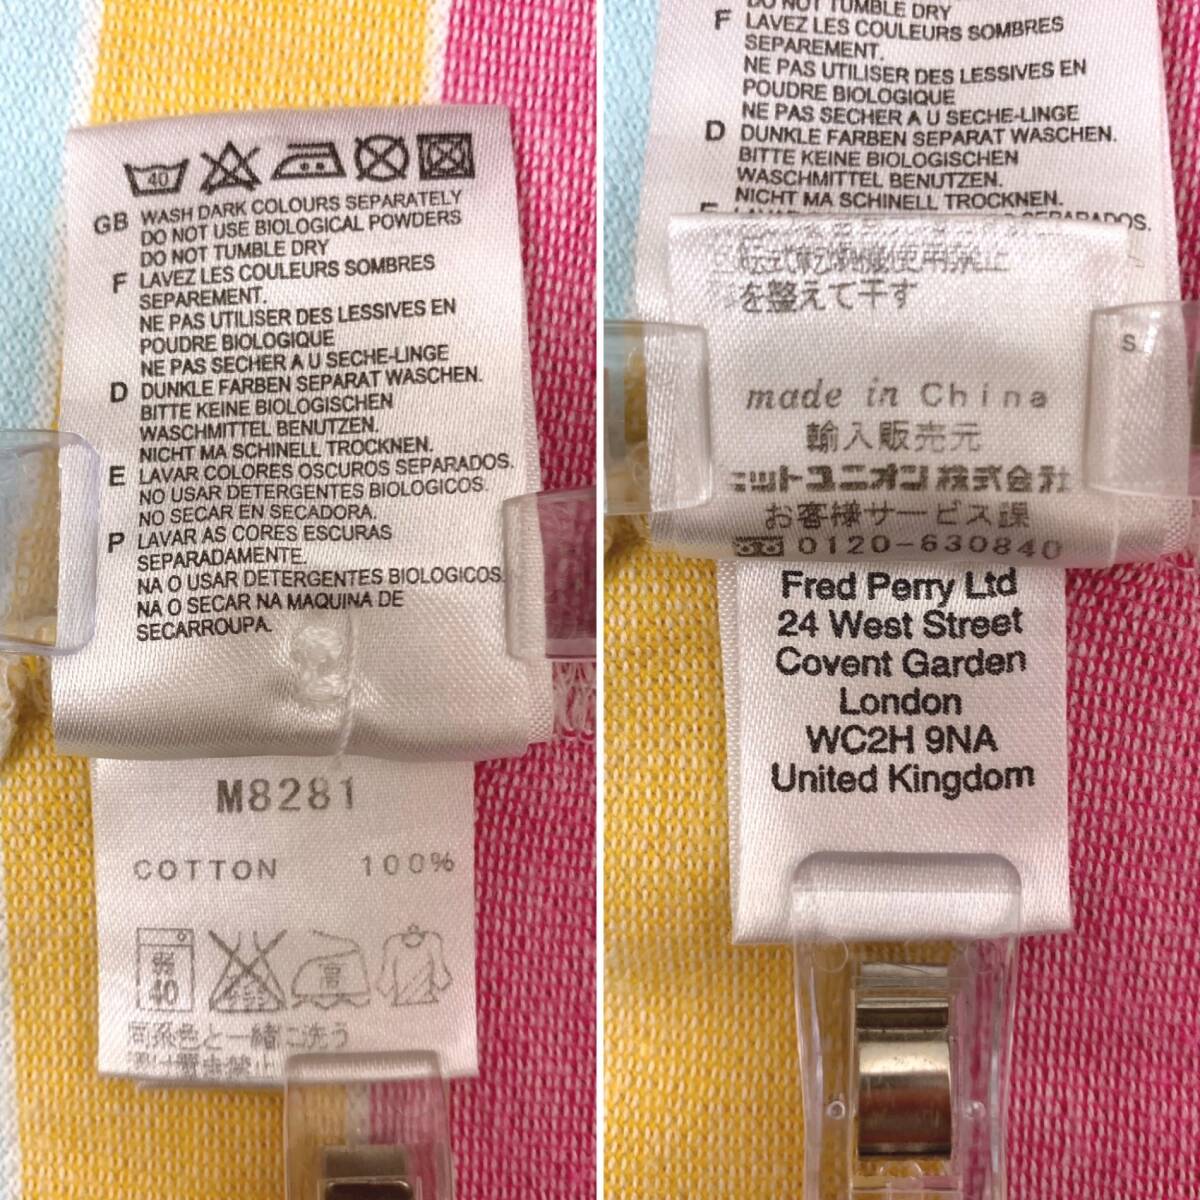 40
GB WASH DARK COLOURS SEPARATELY
DO NOT USE BIOLOGICAL POWDERS
DO NOT TUMBLE DRY
F LAVEZ LES COULEURS SOMBRES
SEPAREMENT.
NE PAS UTILISER DES LESSIVES EN
POUDRE BIOLOGIQUE
NE PAS SECHER A U SECHE-LINGE
D DUNKLE FARBEN SEPARAT WASCHEN.
BITTE KEINE BIOLOGISCHEN
WASCHMITTEL BENUTZEN.
NICHT MA SCHINELL TROCKNEN.
E LAVAR COLORES OSCUROS SEPARADOS.
NO USAR DETERGENTES BIOLOGICOS.
NO SECAR EN SECADORA.
P LAVAR AS CORES ESCURAS
SEPARADAMENTE.
NA O USAR DETERGENTES BIOLOGICOS.
NA O SECAR NA MAQUINA DE
SECARROUPA.
M8281
COTTON 100%
40 高
同系色と一緒に洗う
DO NOT TUMBLE DRY
F LAVEZ LES COULEURS SOMBRES
SEPAREMENT.
NE PAS UTILISER DES LESSIVES EN
POUDRE BIOLOGIQUE
NE PAS SECHER A U SECHE-LINGE
D DUNKLE FARBEN SEPARAT WASCHEN.
BITTE KEINE BIOLOGISCHEN
WASCHMITTEL BENUTZEN.
NICHT MA SCHINELL TROCKNEN.
SEPARADOS.
使用禁止
を整えて干す
S
made in China
輸入販売元
ニットユニオン株式会社
お客様サービス課
0120-630840
Fred Perry Ltd
24 West Street
Covent Garden
London
WC2H 9NA
United Kingdom